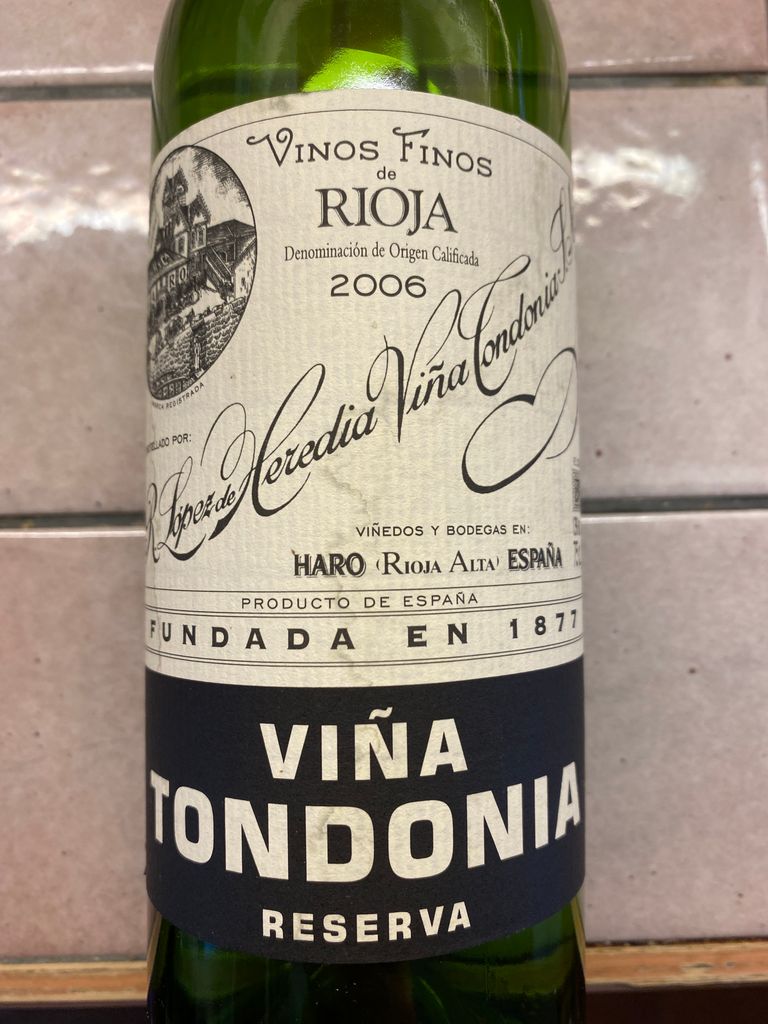 VINOS FINOS
de
RIOJA
Denominación de Origen Calificada
2006
MARCA REGISTRADA
R. López de Heredia Viña Tondonia
VIÑEDOS Y BODEGAS EN:
HARO (RIOJA ALTA) ESPAÑA
PRODUCTO DE ESPAÑA
FUNDADA EN 1877
VIÑA
TONDONIA
RESERVA